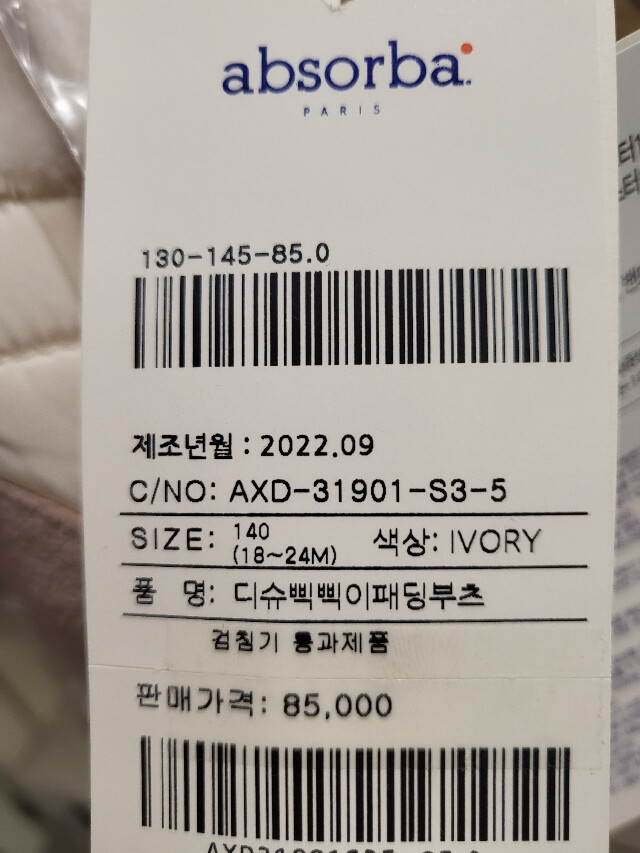 absorba.
PARIS
130-145-85.0
제조년월 : 2022.09
C/NO: AXD-31901-S3-5
SIZE: 140 (18~24M) 색상: IVORY
품 명: 디슈삑삑이패딩부츠
검침기 통과제품
판매가격: 85,000